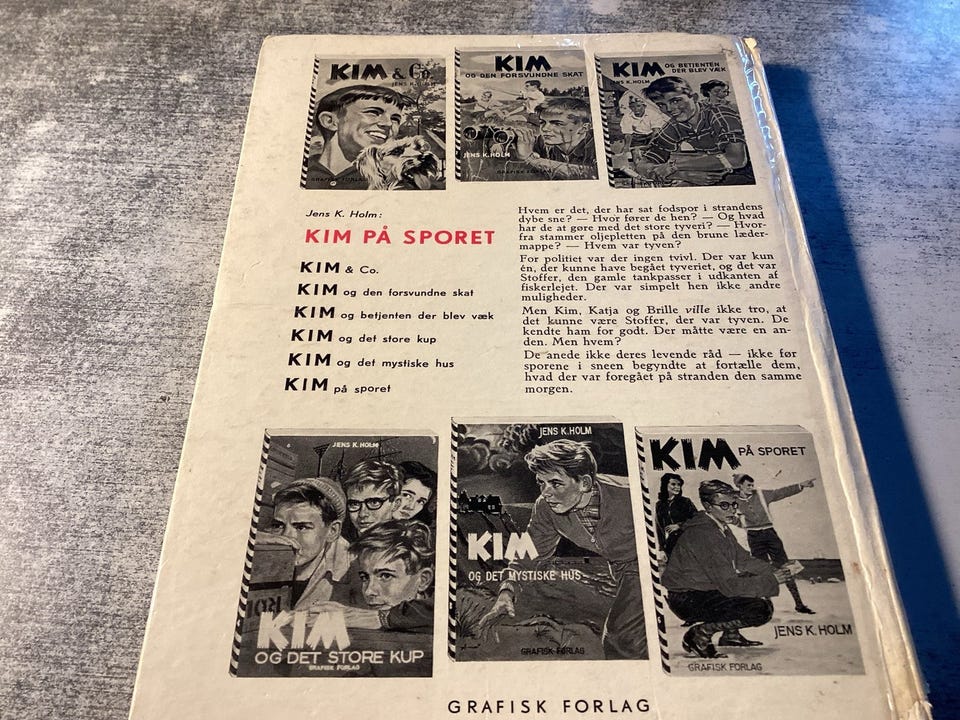 KIM & Co.
JENS K. HOLM
GRAFISK FORLAG
KIM
OG DEN FORSVUNDNE SKAT
JENS K. HOLM
GRAFISK FORLAG
KIM OG BETJENTEN
DER BLEV VÆK
JENS K. HOLM
GRAFISK FORLAG
Jens K. Holm:
KIM PÅ SPORET
KIM & Co.
KIM og den forsvundne skat
KIM og betjenten der blev væk
KIM og det store kup
KIM og det mystiske hus
KIM på sporet
Hvem er det, der har sat fodspor i strandens
dybe sne? — Hvor fører de hen? — Og hvad
har de at gøre med det store tyveri? — Hvor-
fra stammer oljepletten på den brune læder-
mappe? — Hvem var tyven?
For politiet var der ingen tvivl. Der var kun
én, der kunne have begået tyveriet, og det var
Stoffer, den gamle tankpasser i udkanten af
fiskerlejet. Der var simpelt hen ikke andre
muligheder.
Men Kim, Katja og Brille ville ikke tro, at
det kunne være Stoffer, der var tyven. De
kendte ham for godt. Der måtte være en an-
den. Men hvem?
De anede ikke deres levende råd — ikke før
sporene i sneen begyndte at fortælle dem,
hvad der var foregået på stranden den samme
morgen.
JENS K. HOLM
KIM
OG DET STORE KUP
GRAFISK FORLAG
JENS K. HOLM
KIM
OG DET MYSTISKE HUS
GRAFISK FORLAG
KIM PÅ SPORET
JENS K. HOLM
GRAFISK FORLAG
GRAFISK FORLAG